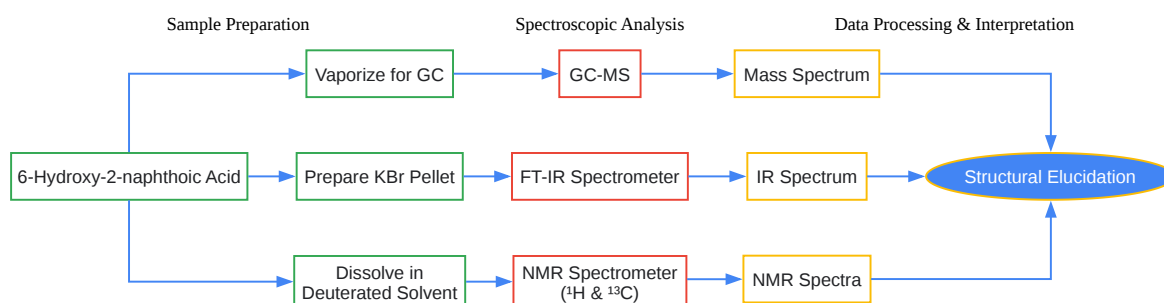 Sample Preparation
Spectroscopic Analysis
Data Processing & Interpretation
Vaporize for GC
GC-MS
Mass Spectrum
6-Hydroxy-2-naphthoic Acid
Prepare KBr Pellet
FT-IR Spectrometer
IR Spectrum
Structural Elucidation
Dissolve in
Deuterated Solvent
NMR Spectrometer
(¹H & ¹³C)
NMR Spectra